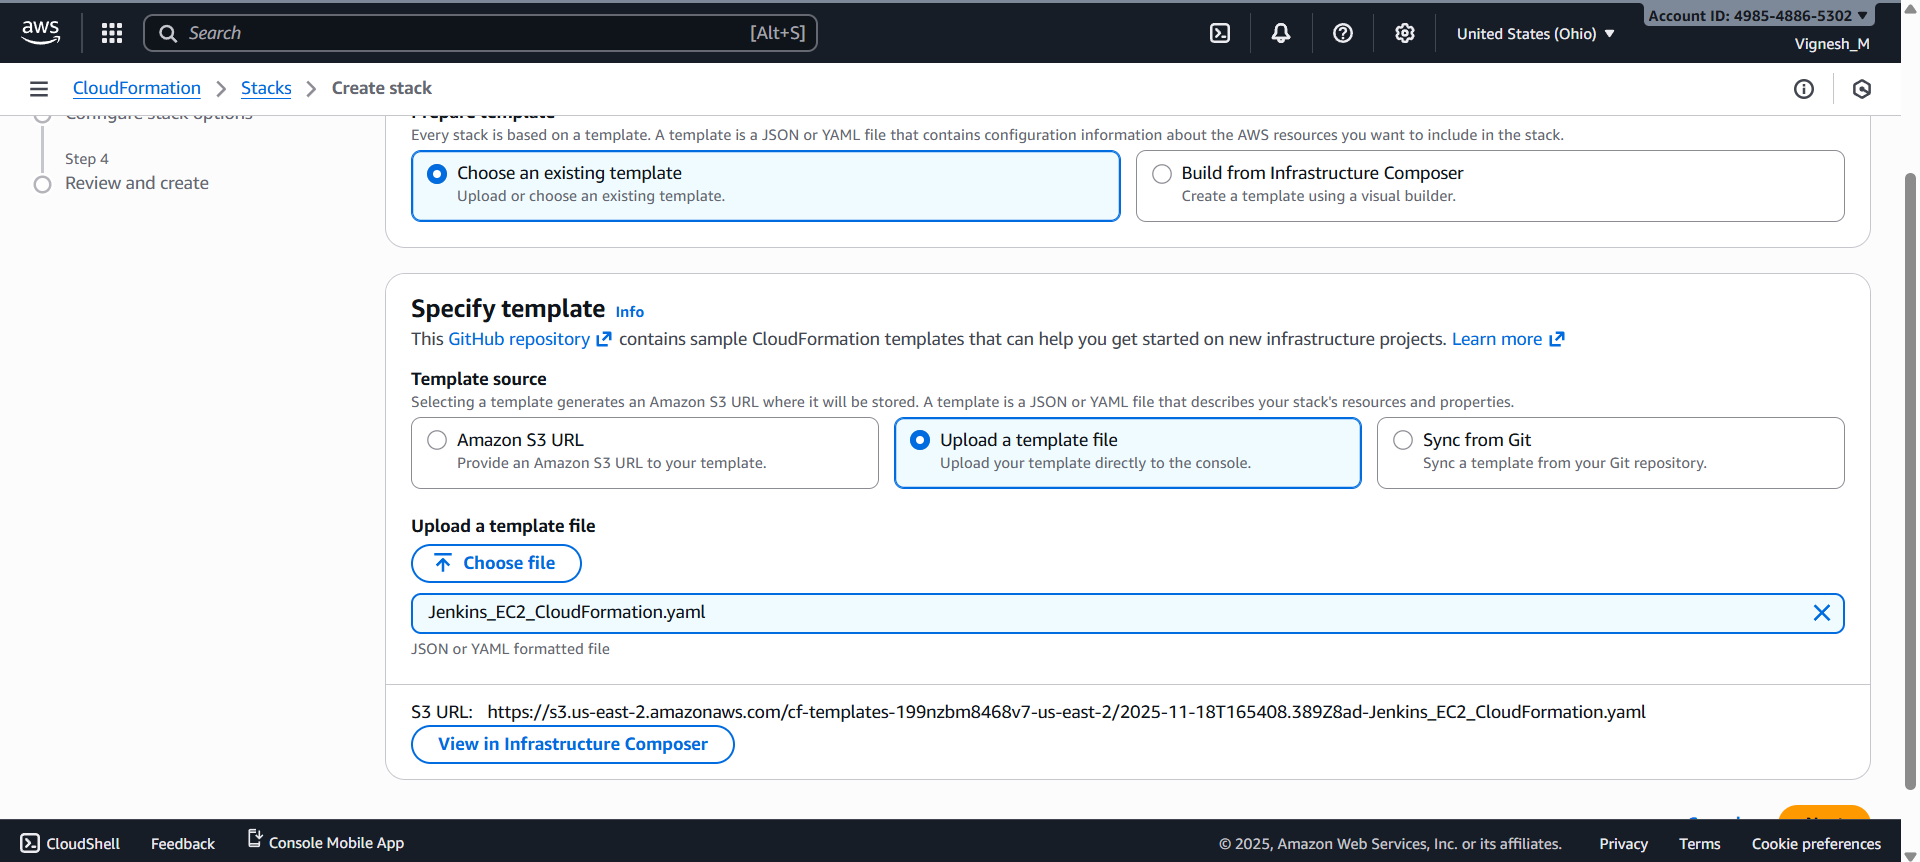 aws
Search [Alt+S]
United States (Ohio)
Account ID: 4985-4886-5302
Vignesh_M
CloudFormation
Stacks
Create stack
Configure stack options
Step 4
Review and create
Prepare template
Every stack is based on a template. A template is a JSON or YAML file that contains configuration information about the AWS resources you want to include in the stack.
Choose an existing template
Upload or choose an existing template.
Build from Infrastructure Composer
Create a template using a visual builder.
Specify template Info
This GitHub repository contains sample CloudFormation templates that can help you get started on new infrastructure projects. Learn more
Template source
Selecting a template generates an Amazon S3 URL where it will be stored. A template is a JSON or YAML file that describes your stack's resources and properties.
Amazon S3 URL
Provide an Amazon S3 URL to your template.
Upload a template file
Upload your template directly to the console.
Sync from Git
Sync a template from your Git repository.
Upload a template file
Choose file
Jenkins_EC2_CloudFormation.yaml
JSON or YAML formatted file
S3 URL: https://s3.us-east-2.amazonaws.com/cf-templates-199nzbm8468v7-us-east-2/2025-11-18T165408.389Z8ad-Jenkins_EC2_CloudFormation.yaml
View in Infrastructure Composer
CloudShell
Feedback
Console Mobile App
© 2025, Amazon Web Services, Inc. or its affiliates.
Privacy
Terms
Cookie preferences